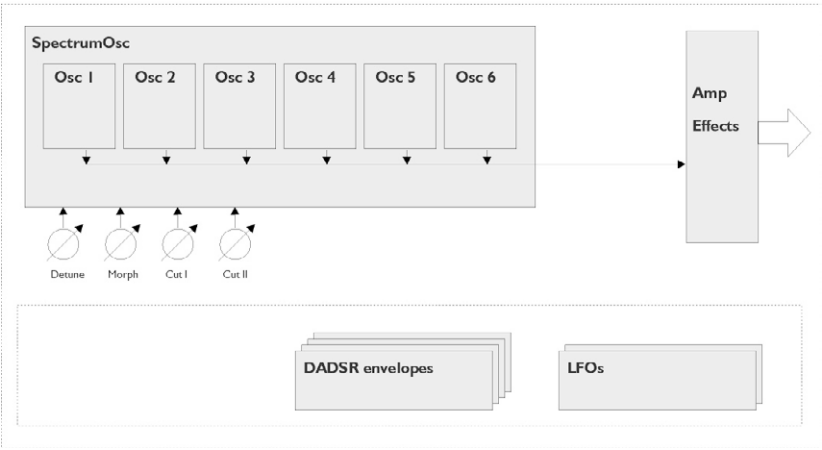 SpectrumOsc
Osc 1
Osc 2
Osc 3
Osc 4
Osc 5
Osc 6
Amp
Effects
Detune
Morph
Cut I
Cut II
DADSR envelopes
LFOs